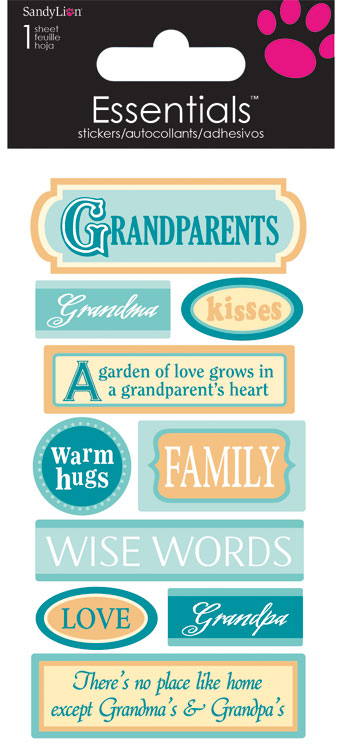 SandyLion
1 sheet
feuille
hoja
Essentials™
stickers/autocollants/adhesivos
GRANDPARENTS
Grandma
kisses
A garden of love grows in
a grandparent's heart
Warm
hugs
FAMILY
WISE WORDS
LOVE
Grandpa
There's no place like home
except Grandma's & Grandpa's